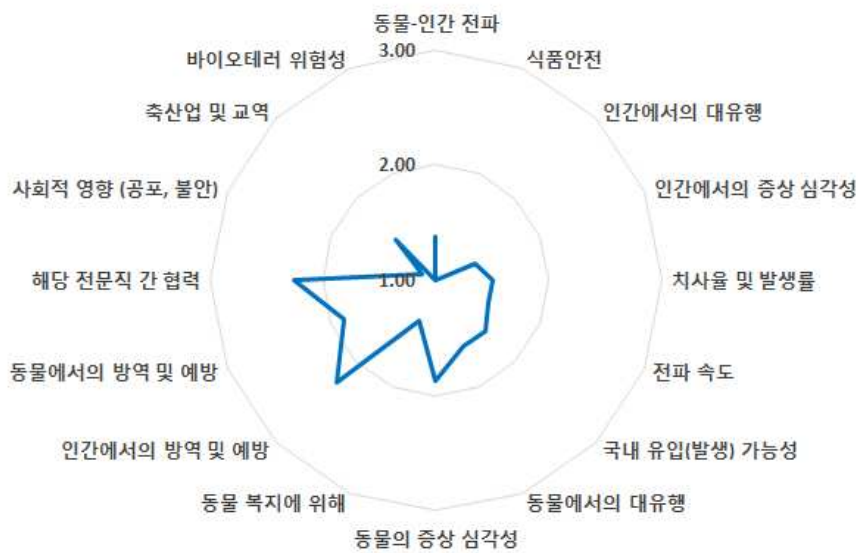 동물-인간 전파
3.00
바이오테러 위험성
식품안전
축산업 및 교역
인간에서의 대유행
2.00
사회적 영향 (공포, 불안)
인간에서의 증상 심각성
해당 전문직 간 협력
1.00
치사율 및 발생률
동물에서의 방역 및 예방
전파 속도
인간에서의 방역 및 예방
국내 유입(발생) 가능성
동물 복지에 위해
동물에서의 대유행
동물의 증상 심각성